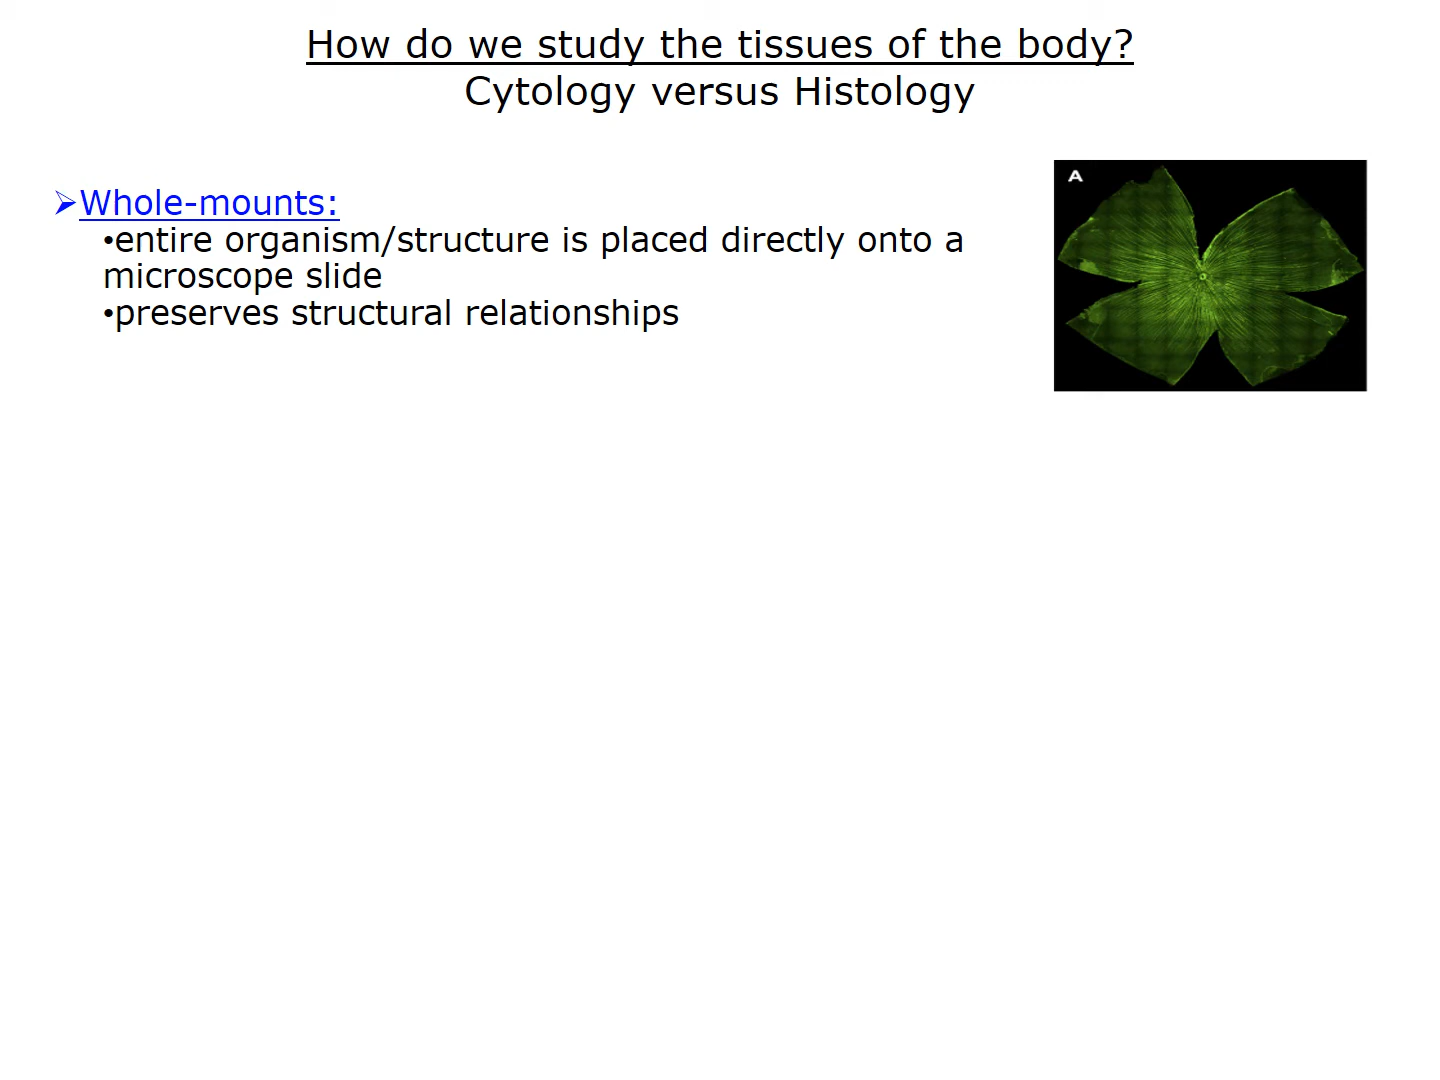 How do we study the tissues of the body?
Cytology versus Histology
➢Whole-mounts:
•entire organism/structure is placed directly onto a
microscope slide
•preserves structural relationships
A